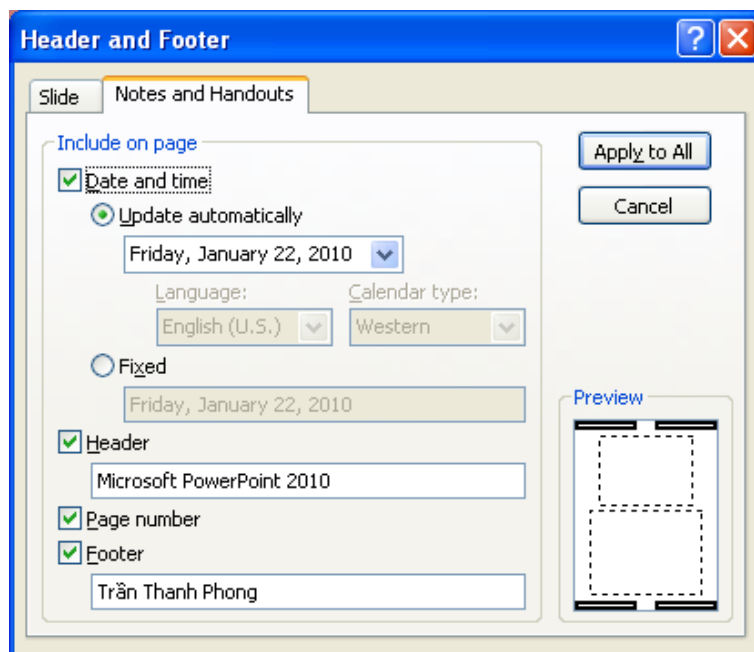 Header and Footer
Slide
Notes and Handouts
Include on page
Date and time
Update automatically
Friday, January 22, 2010
Language:
Calendar type:
English (U.S.)
Western
Fixed
Friday, January 22, 2010
Header
Microsoft PowerPoint 2010
Page number
Footer
Trần Thanh Phong
Apply to All
Cancel
Preview